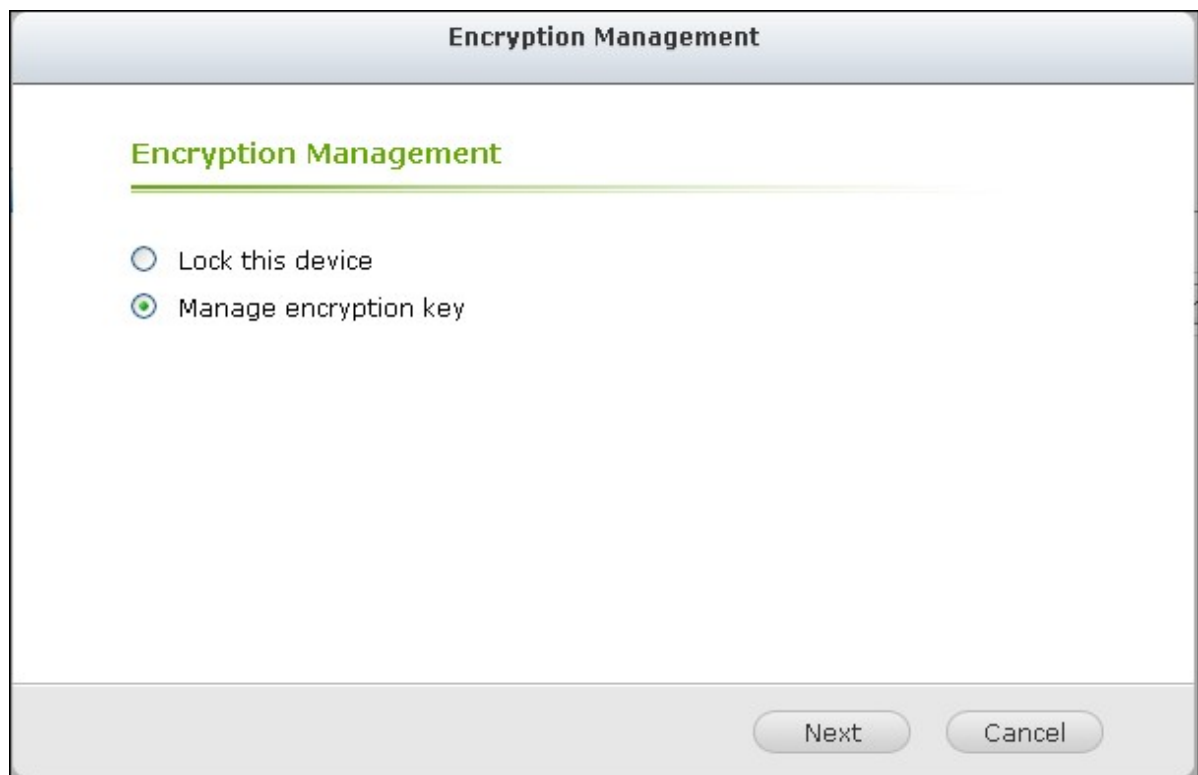 Encryption Management
Encryption Management
Lock this device
Manage encryption key
Next Cancel